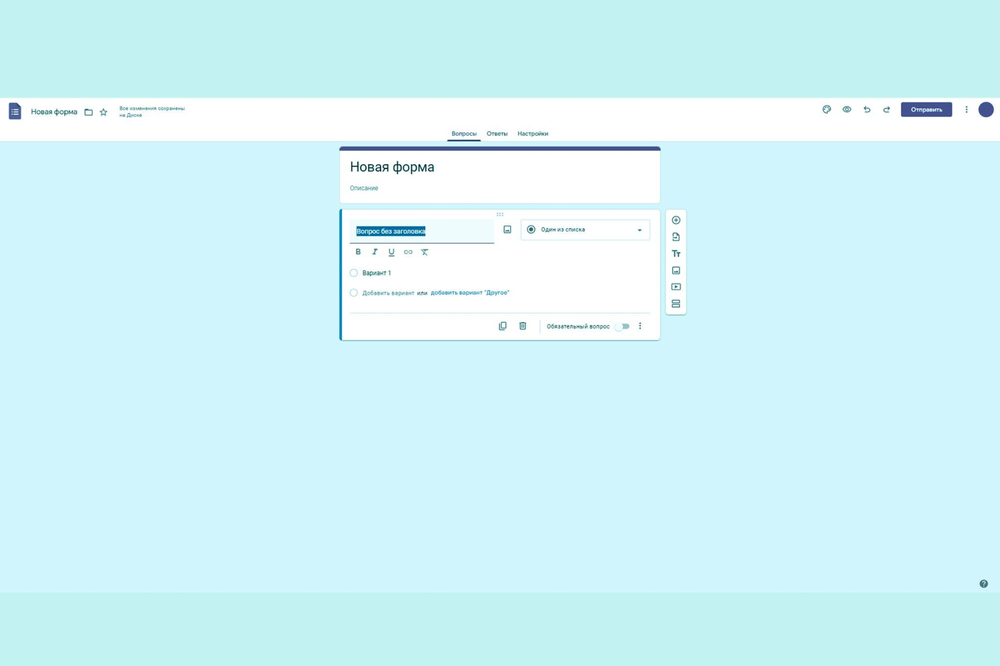 Новая форма
Все изменения сохранены
на Диске
Отправить
Вопросы Ответы Настройки
Новая форма
Описание
Вопрос без заголовка
Один из списка
B I U
Вариант 1
Добавить вариант или добавить вариант "Другое"
Обязательный вопрос